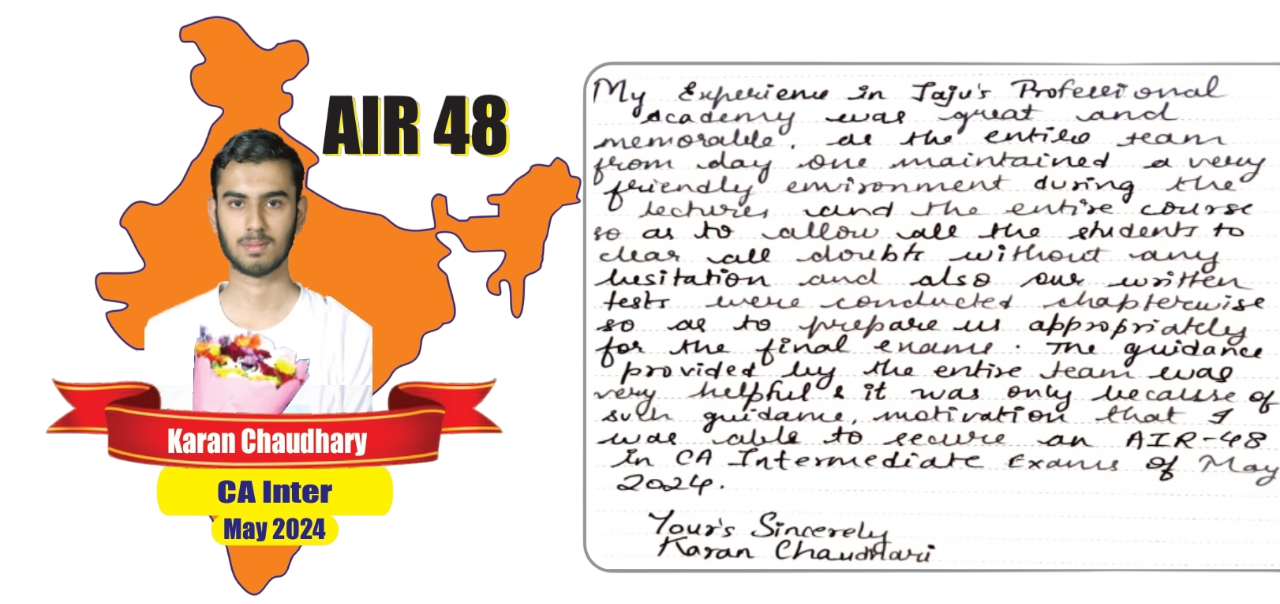 AIR 48
Karan Chaudhary
CA Inter
May 2024
My Experience in Jaju's Professional
Academy was great and
memorable, as the entire team
from day one maintained a very
friendly environment during the
lectures and the entire course
so as to allow all the students to
clear all doubts without any
hesitation and also our written
tests were conducted chapterwise
so as to prepare us appropriately
for the final exams. The guidance
provided by the entire team was
very helpful & it was only because of
such guidance, motivation that I
was able to secure an AIR-48
in CA Intermediate Exams of May
2024.
Your's Sincerely
Karan Chaudhari